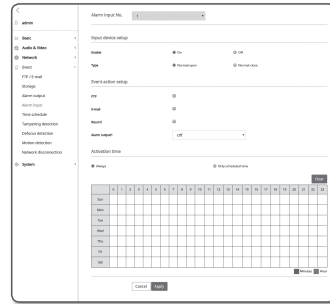 admin
Basic
Audio & Video
Network
Event
FTP / E-mail
Storage
Alarm output
Alarm input
Time schedule
Tampering detection
Defocus detection
Motion detection
Network disconnection
System
Alarm Input No. 1
Input device setup
Enable On Off
Type Normal open Normal close
Event action setup
FTP
E-mail
Record
Alarm output1 Off
Activation time
Always Only scheduled time
Clear
0 1 2 3 4 5 6 7 8 9 10 11 12 13 14 15 16 17 18 19 20 21 22 23
Sun
Mon
Tue
Wed
Thu
Fri
Sat
Minutes Hour
Cancel Apply